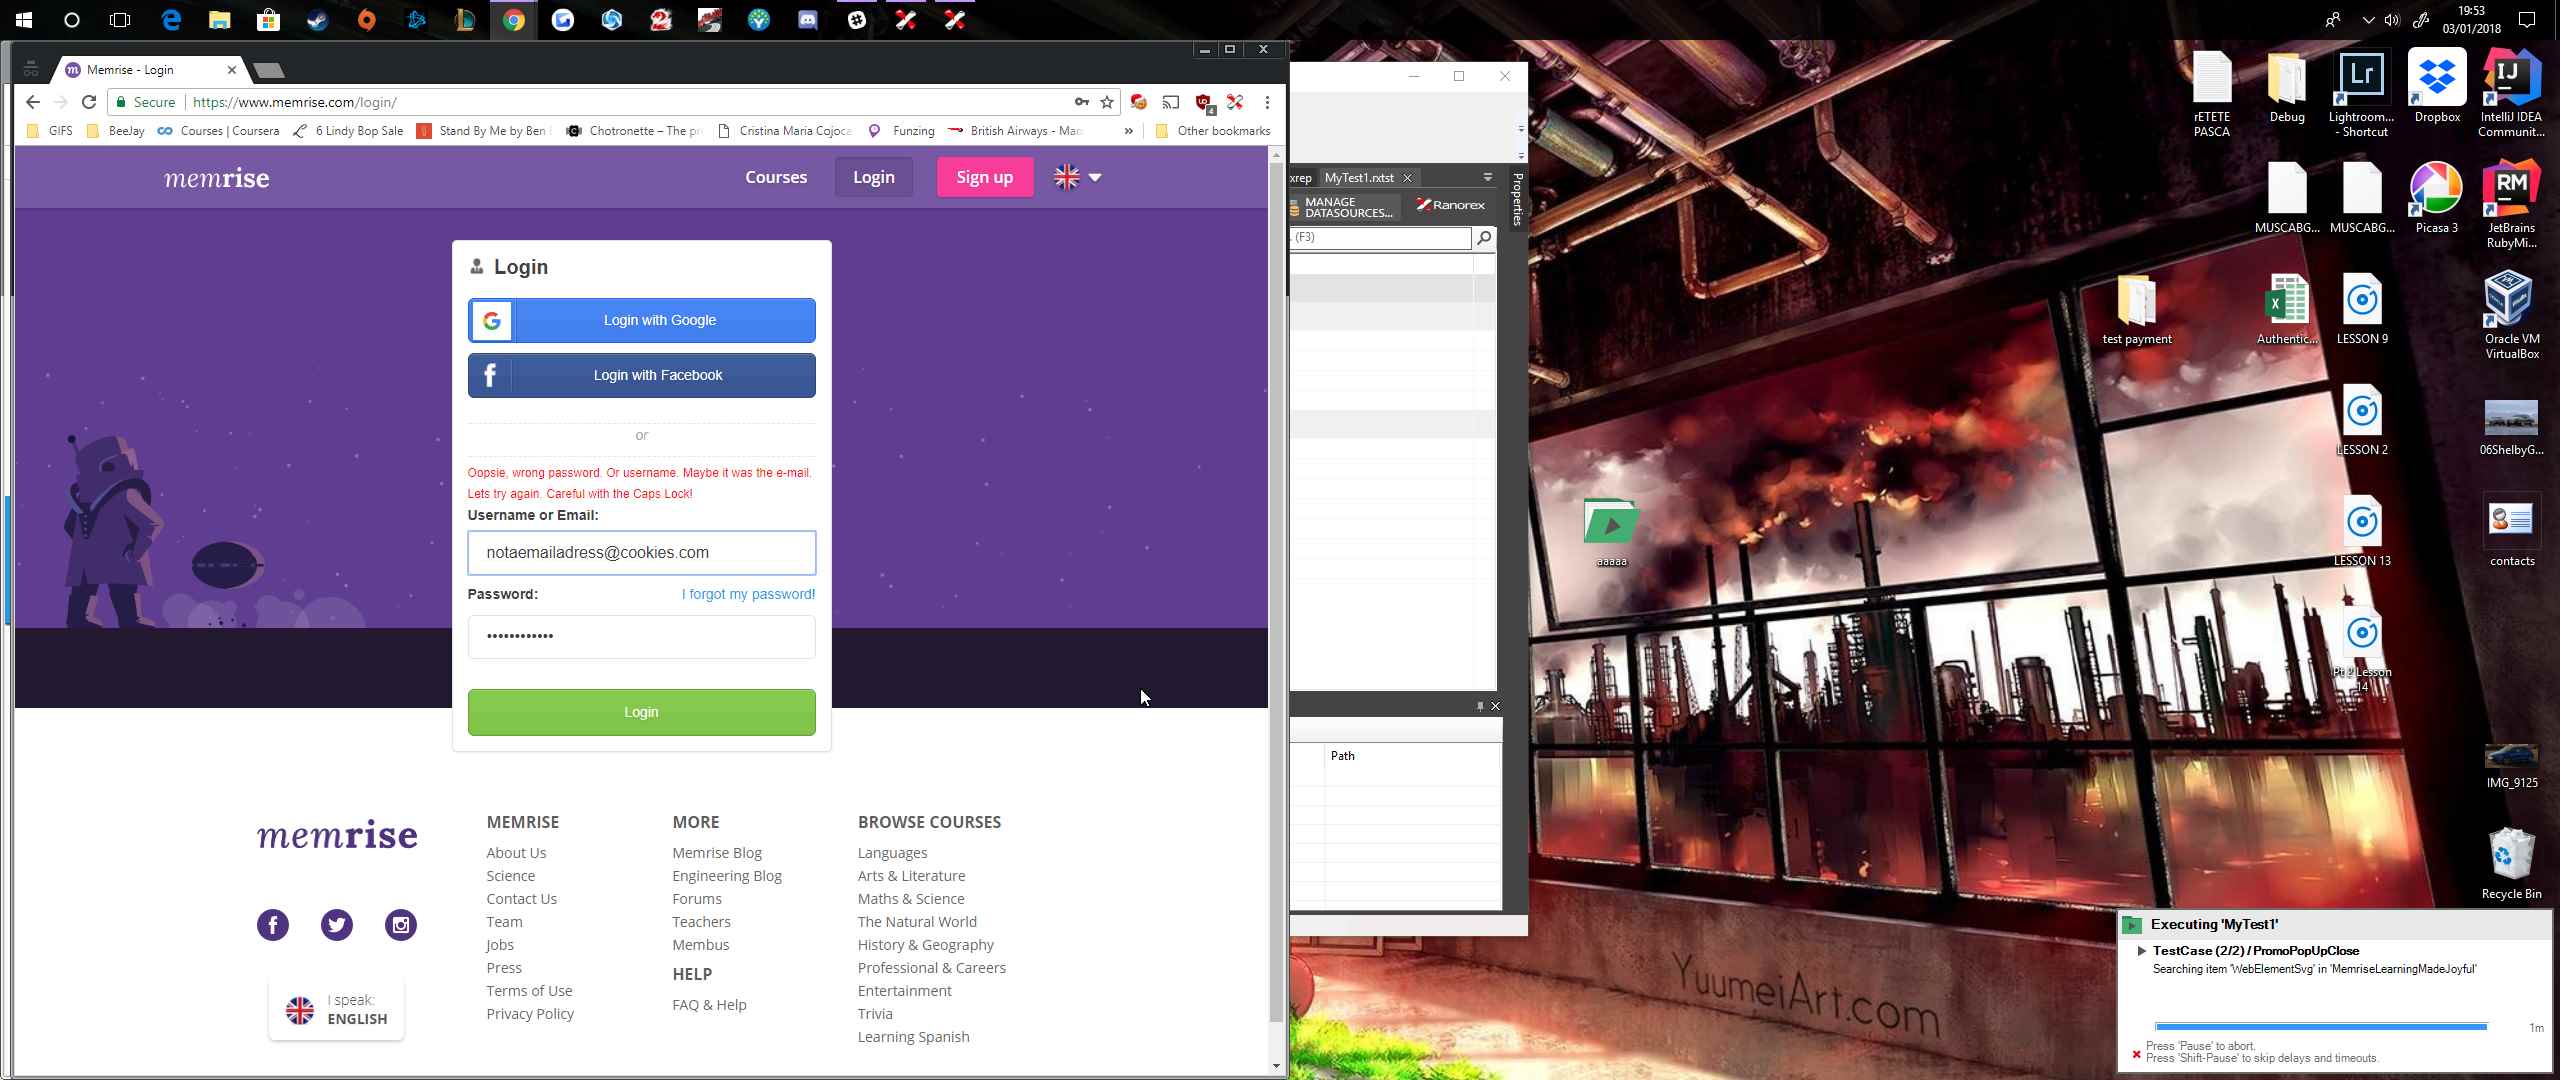 19:53
03/01/2018
Memrise - Login
Secure
https://www.memrise.com/login/
4
GIFS
BeeJay
Courses | Coursera
6 Lindy Bop Sale
Stand By Me by Ben
Chotronette – The pr
Cristina Maria Cojoca
Funzing
British Airways - Man
»
Other bookmarks
memrise
Courses
Login
Sign up
Login
Login with Google
Login with Facebook
or
Oopsie, wrong password. Or username. Maybe it was the e-mail.
Lets try again. Careful with the Caps Lock!
Username or Email:
notaemailadress@cookies.com
Password:
I forgot my password!
••••••••••••
Login
memrise
I speak:
ENGLISH
MEMRISE
About Us
Science
Contact Us
Team
Jobs
Press
Terms of Use
Privacy Policy
MORE
Memrise Blog
Engineering Blog
Forums
Teachers
Membus
HELP
FAQ & Help
BROWSE COURSES
Languages
Arts & Literature
Maths & Science
The Natural World
History & Geography
Professional & Careers
Entertainment
Trivia
Learning Spanish
xrep
MyTest1.rxtst
MANAGE
DATASOURCES...
Ranorex
Properties
. (F3)
Path
rETETE
PASCA
Debug
Lr
Lightroom...
- Shortcut
Dropbox
IJ
IntelliJ IDEA
Communit...
MUSCABG...
MUSCABG...
Picasa 3
RM
JetBrains
RubyMi...
test payment
Authentic...
LESSON 9
Oracle VM
VirtualBox
LESSON 2
06ShelbyG...
aaaaa
LESSON 13
contacts
Pt 2 Lesson
14
IMG_9125
Recycle Bin
YuumeiArt.com
Executing 'MyTest1'
TestCase (2/2) / PromoPopUpClose
Searching item 'WebElementSvg' in 'MemriseLearningMadeJoyful'
1m
Press 'Pause' to abort.
Press 'Shift-Pause' to skip delays and timeouts.